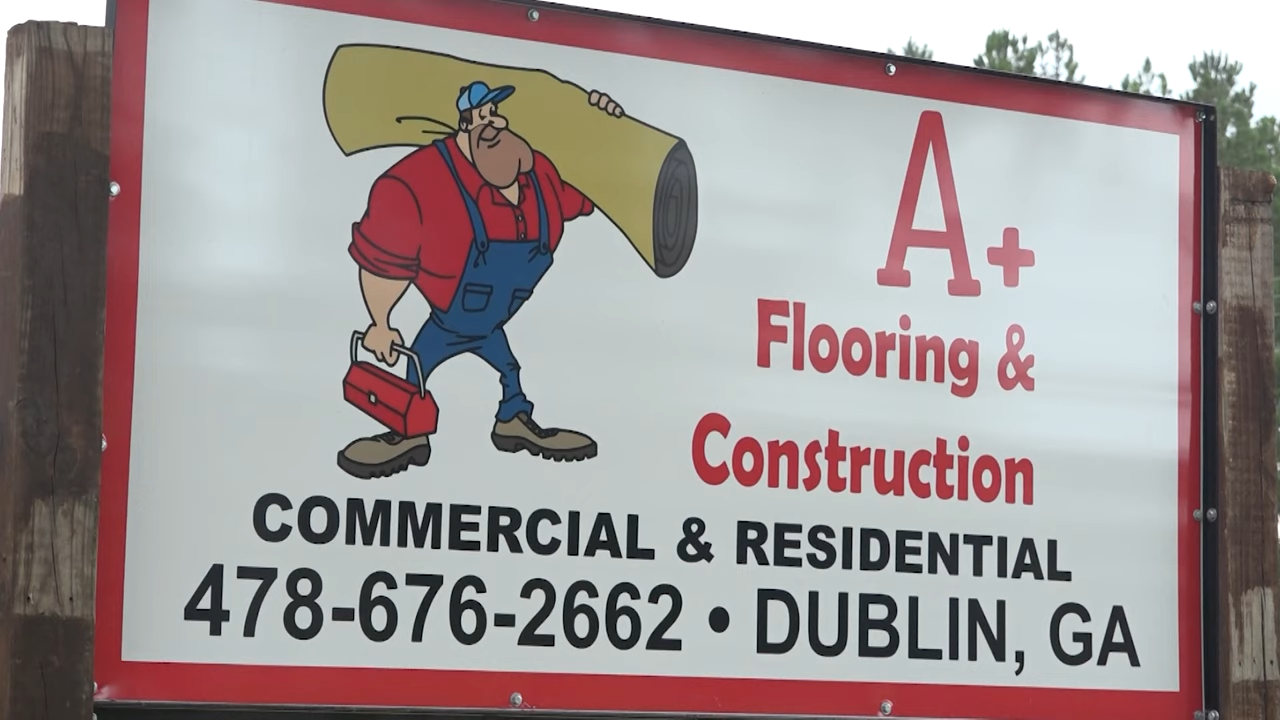 A+
Flooring &
Construction
COMMERCIAL & RESIDENTIAL
478-676-2662 • DUBLIN, GA